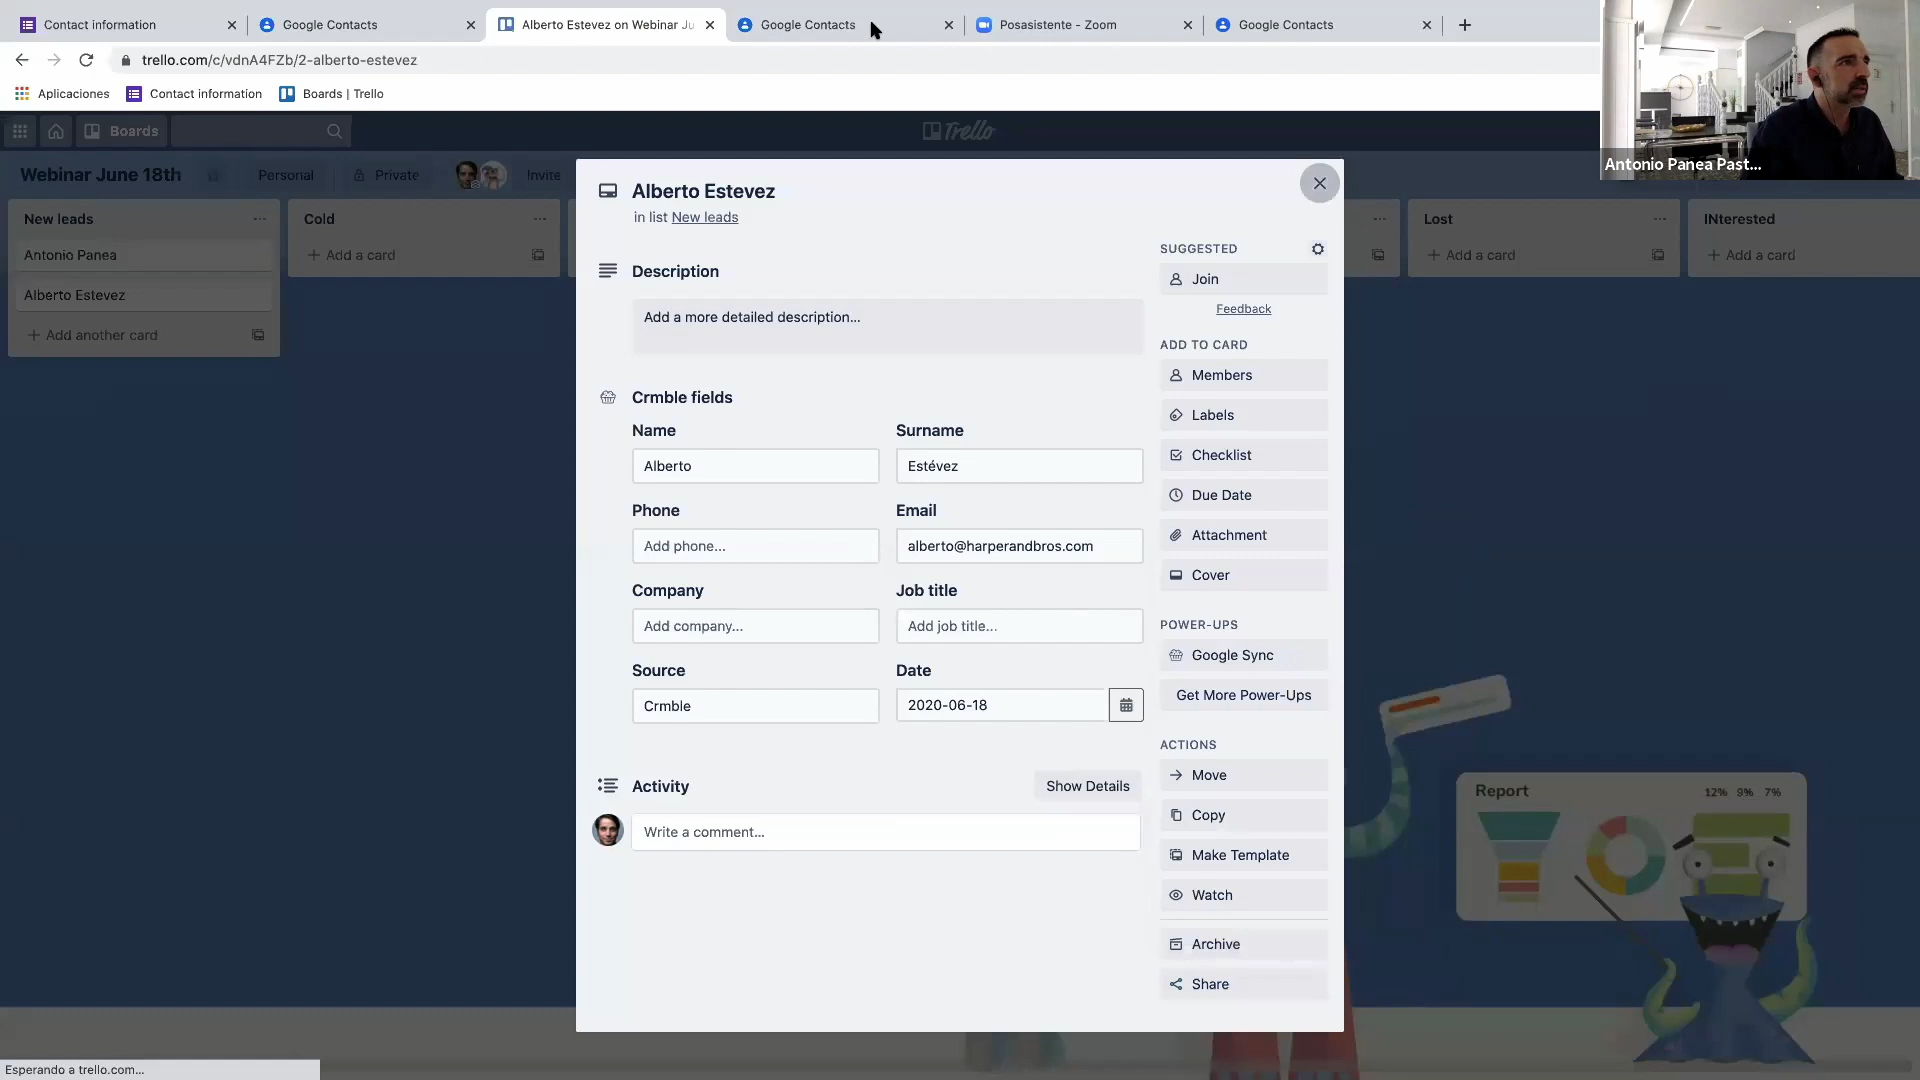 Contact information
Google Contacts
Alberto Estevez on Webinar Ju
Google Contacts
Posasistente - Zoom
Google Contacts
trello.com/c/vdnA4FZb/2-alberto-estevez
Aplicaciones
Contact information
Boards | Trello
Boards
Trello
Antonio Panea Past...
Webinar June 18th
Personal
Private
Invite
New leads
Antonio Panea
Alberto Estevez
+ Add another card
Cold
+ Add a card
Lost
+ Add a card
INterested
+ Add a card
Alberto Estevez
in list New leads
Description
Add a more detailed description...
Crmble fields
Name
Surname
Alberto
Estévez
Phone
Email
Add phone...
alberto@harperandbros.com
Company
Job title
Add company...
Add job title...
Source
Date
Crmble
2020-06-18
Activity
Show Details
Write a comment...
SUGGESTED
Join
Feedback
ADD TO CARD
Members
Labels
Checklist
Due Date
Attachment
Cover
POWER-UPS
Google Sync
Get More Power-Ups
ACTIONS
Move
Copy
Make Template
Watch
Archive
Share
Report
12% 9% 7%
Esperando a trello.com...